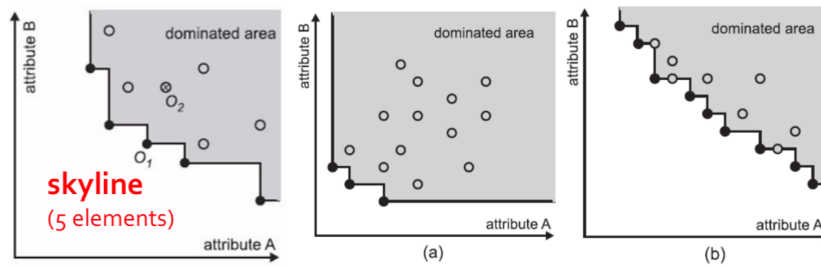 attribute B
dominated area
O2
O1
skyline
(5 elements)
attribute A
attribute B
dominated area
attribute A
(a)
attribute B
dominated area
attribute A
(b)